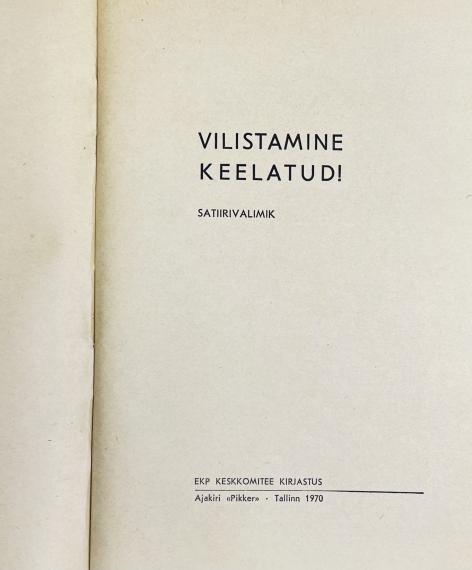 VILISTAMINE
KEELATUD!
SATIIRIVALIMIK
EKP KESKKOMITEE KIRJASTUS
Ajakiri «Pikker» · Tallinn 1970